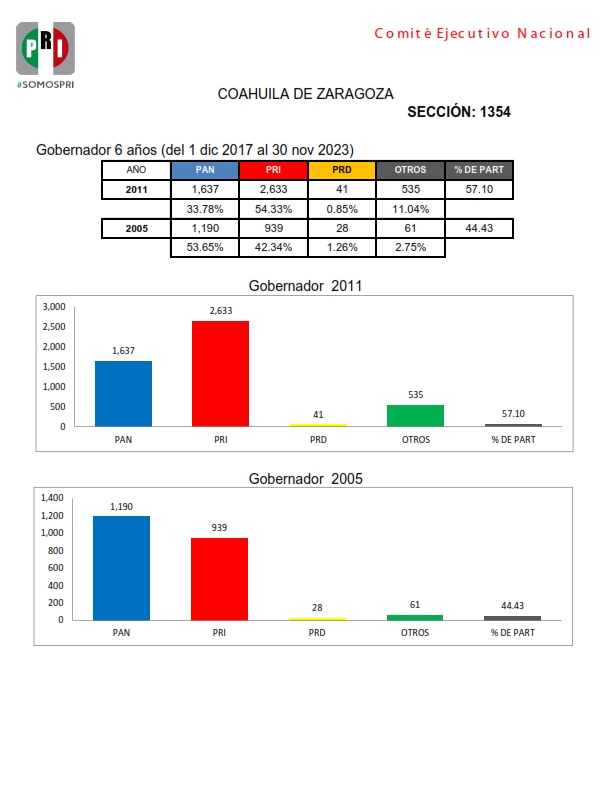 Comité Ejecutivo Nacional
PRI
#SOMOSPRI
COAHUILA DE ZARAGOZA
SECCIÓN: 1354
Gobernador 6 años (del 1 dic 2017 al 30 nov 2023)
AÑO PAN PRI PRD OTROS % DE PART
2011 1,637 2,633 41 535 57.10
33.78% 54.33% 0.85% 11.04%
2005 1,190 939 28 61 44.43
53.65% 42.34% 1.26% 2.75%
Gobernador 2011
3,000
2,500
2,000
1,500
1,000
500
0
1,637
2,633
41
535
57.10
PAN PRI PRD OTROS % DE PART
Gobernador 2005
1,400
1,200
1,000
800
600
400
200
0
1,190
939
28
61
44.43
PAN PRI PRD OTROS % DE PART